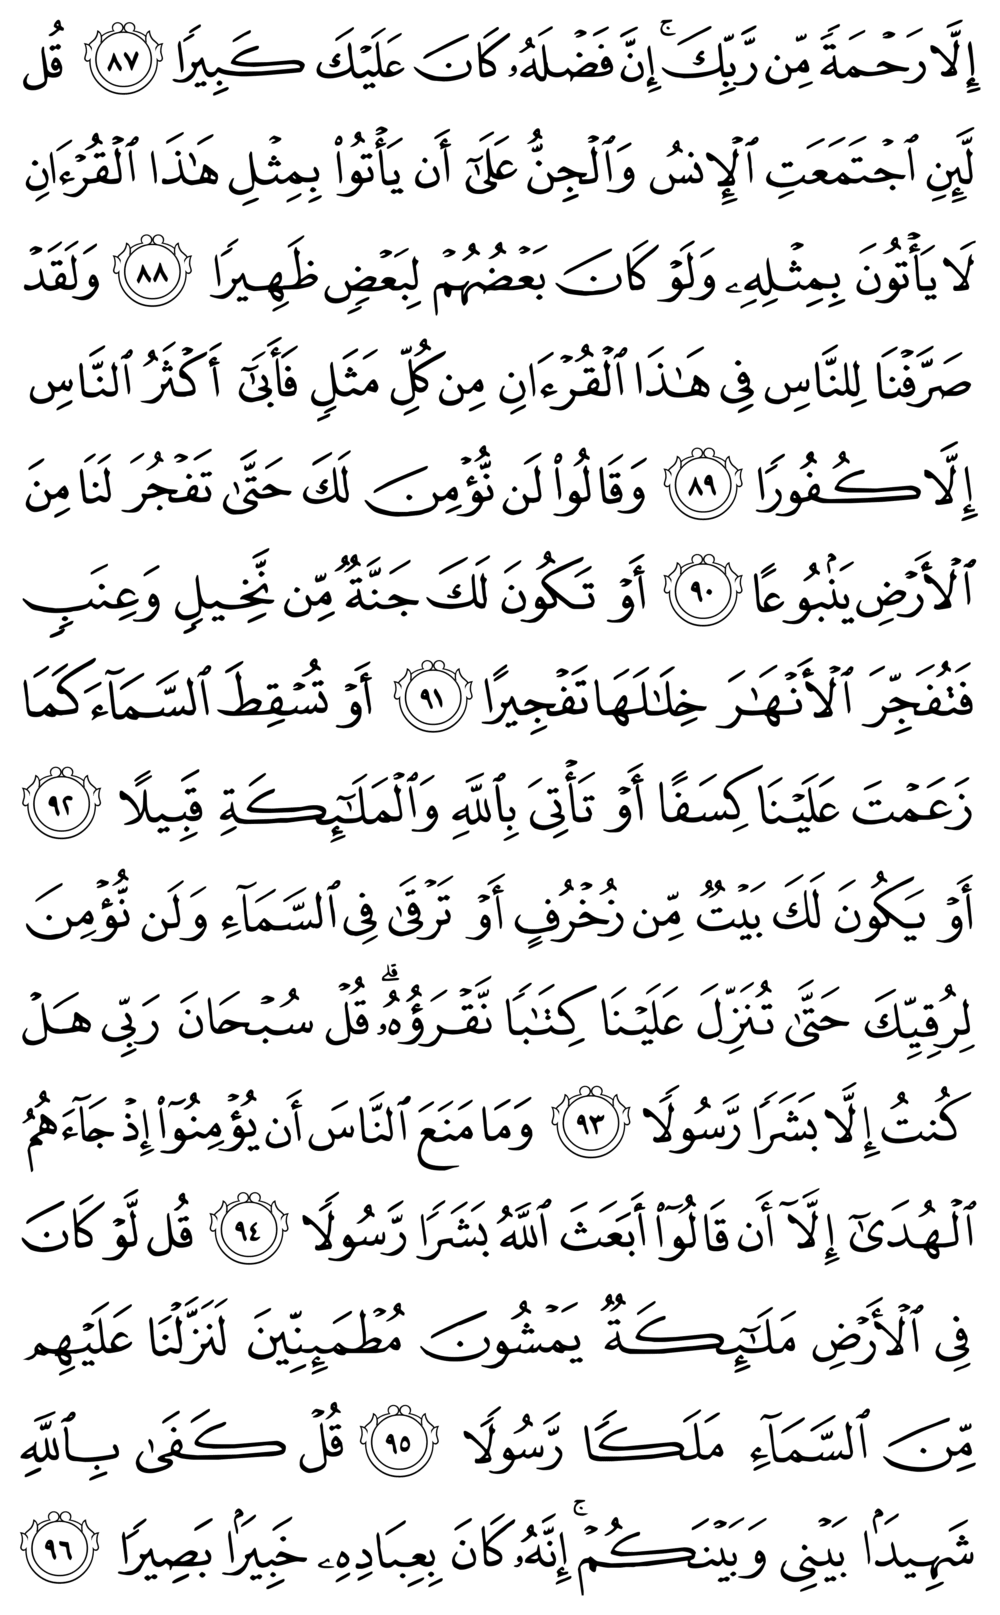 إِلَّا رَحْمَةً مِّن رَّبِّكَ ۚ إِنَّ فَضْلَهُۥ كَانَ عَلَيْكَ كَبِيرًا ٨٧ قُل
لَّئِنِ ٱجْتَمَعَتِ ٱلْإِنسُ وَٱلْجِنُّ عَلَىٰٓ أَن يَأْتُوا۟ بِمِثْلِ هَٰذَا ٱلْقُرْءَانِ
لَا يَأْتُونَ بِمِثْلِهِۦ وَلَوْ كَانَ بَعْضُهُمْ لِبَعْضٍ ظَهِيرًا ٨٨ وَلَقَدْ
صَرَّفْنَا لِلنَّاسِ فِى هَٰذَا ٱلْقُرْءَانِ مِن كُلِّ مَثَلٍ فَأَبَىٰٓ أَكْثَرُ ٱلنَّاسِ
إِلَّا كُفُورًا ٨٩ وَقَالُوا۟ لَن نُّؤْمِنَ لَكَ حَتَّىٰ تَفْجُرَ لَنَا مِنَ
ٱلْأَرْضِ يَنۢبُوعًا ٩٠ أَوْ تَكُونَ لَكَ جَنَّةٌ مِّن نَّخِيلٍ وَعِنَبٍ
فَتُفَجِّرَ ٱلْأَنْهَٰرَ خِلَٰلَهَا تَفْجِيرًا ٩١ أَوْ تُسْقِطَ ٱلسَّمَآءَ كَمَا
زَعَمْتَ عَلَيْنَا كِسَفًا أَوْ تَأْتِىَ بِٱللَّهِ وَٱلْمَلَٰٓئِكَةِ قَبِيلًا ٩٢
أَوْ يَكُونَ لَكَ بَيْتٌ مِّن زُخْرُفٍ أَوْ تَرْقَىٰ فِى ٱلسَّمَآءِ وَلَن نُّؤْمِنَ
لِرُقِيِّكَ حَتَّىٰ تُنَزِّلَ عَلَيْنَا كِتَٰبًا نَّقْرَؤُهُۥ ۗ قُلْ سُبْحَانَ رَبِّى هَلْ
كُنتُ إِلَّا بَشَرًا رَّسُولًا ٩٣ وَمَا مَنَعَ ٱلنَّاسَ أَن يُؤْمِنُوٓا۟ إِذْ جَآءَهُمُ
ٱلْهُدَىٰٓ إِلَّآ أَن قَالُوٓا۟ أَبَعَثَ ٱللَّهُ بَشَرًا رَّسُولًا ٩٤ قُل لَّوْ كَانَ
فِى ٱلْأَرْضِ مَلَٰٓئِكَةٌ يَمْشُونَ مُطْمَئِنِّينَ لَنَزَّلْنَا عَلَيْهِم
مِّنَ ٱلسَّمَآءِ مَلَكًا رَّسُولًا ٩٥ قُلْ كَفَىٰ بِٱللَّهِ
شَهِيدًۢا بَيْنِى وَبَيْنَكُمْ ۚ إِنَّهُۥ كَانَ بِعِبَادِهِۦ خَبِيرًۢا بَصِيرًا ٩٦